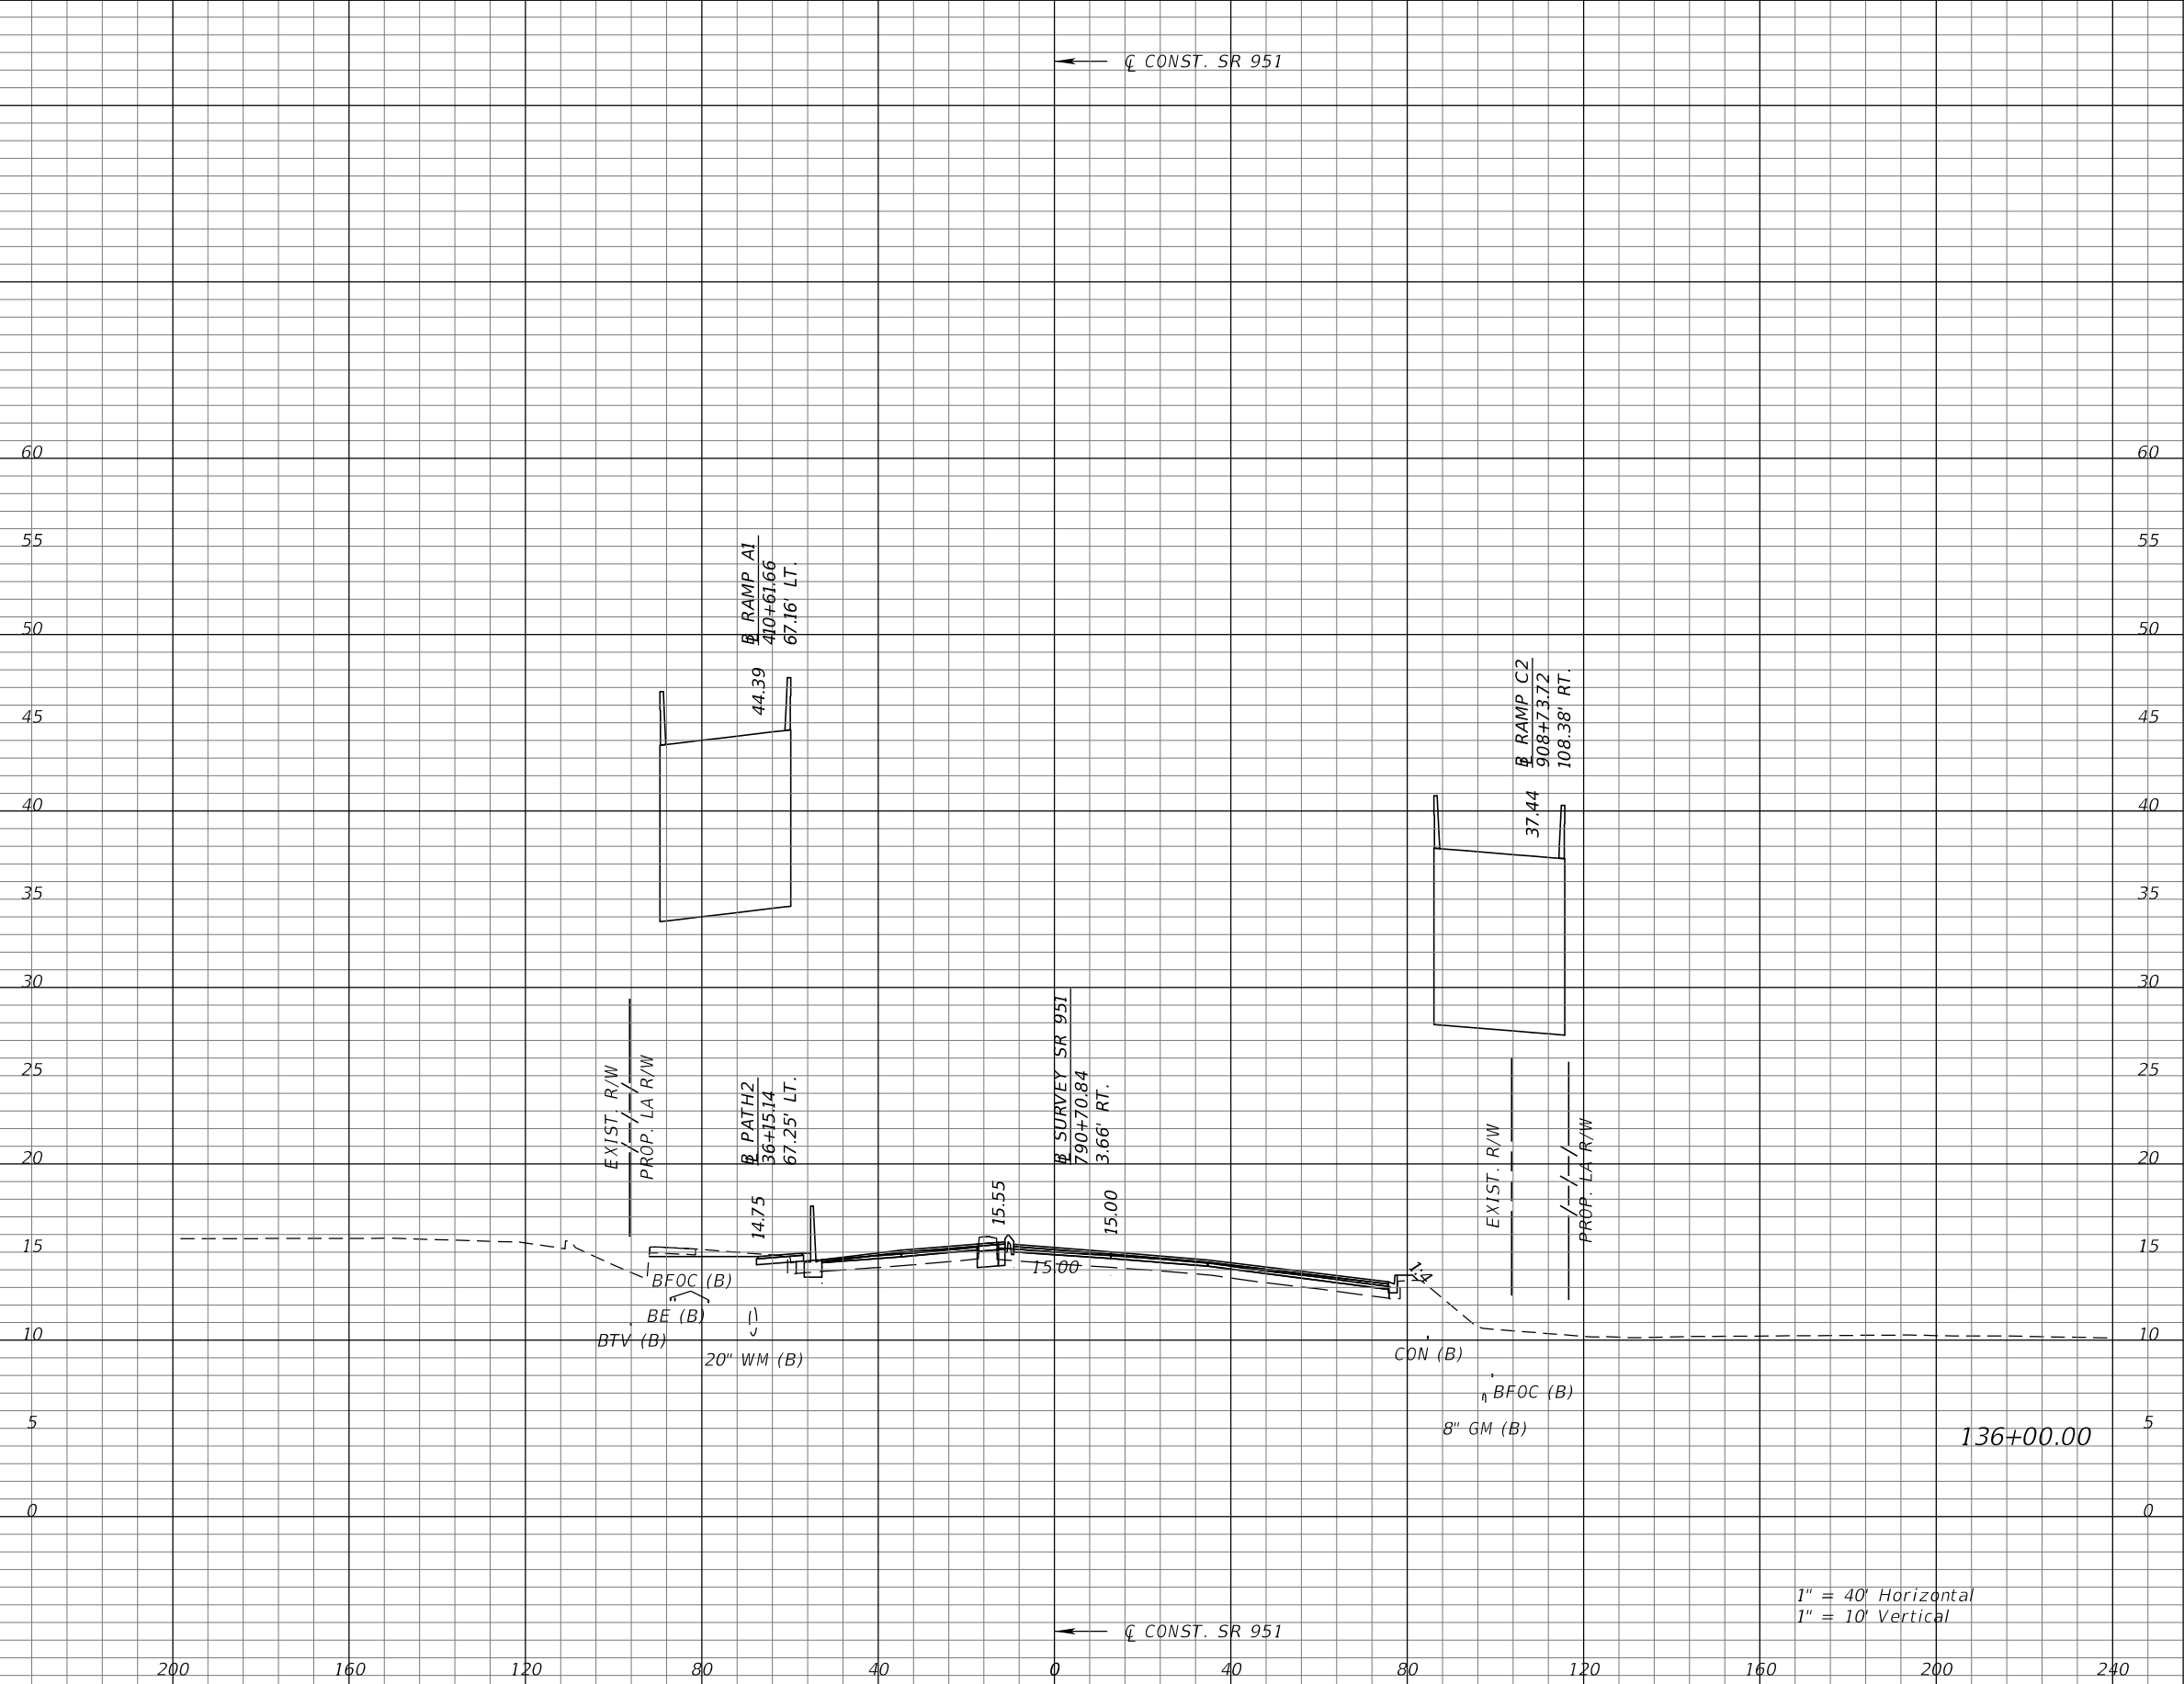 ℄ CONST. SR 951
60
60
55
55
50
50
45
45
40
40
35
35
30
30
25
25
20
20
15
15
10
10
5
5
0
0
B̵L RAMP A1
410+61.66
67.16' LT.
44.39
B̵L RAMP C2
908+73.72
108.38' RT.
37.44
EXIST. R/W
PROP. LA R/W
B̵L PATH2
36+15.14
67.25' LT.
14.75
B̵L SURVEY SR 951
790+70.84
3.66' RT.
15.55
15.00
15.00
1:4
EXIST. R/W
PROP. LA R/W
BFOC (B)
BE (B)
BTV (B)
20" WM (B)
CON (B)
BFOC (B)
8" GM (B)
136+00.00
1" = 40' Horizontal
1" = 10' Vertical
℄ CONST. SR 951
200
160
120
80
40
0
40
80
120
160
200
240